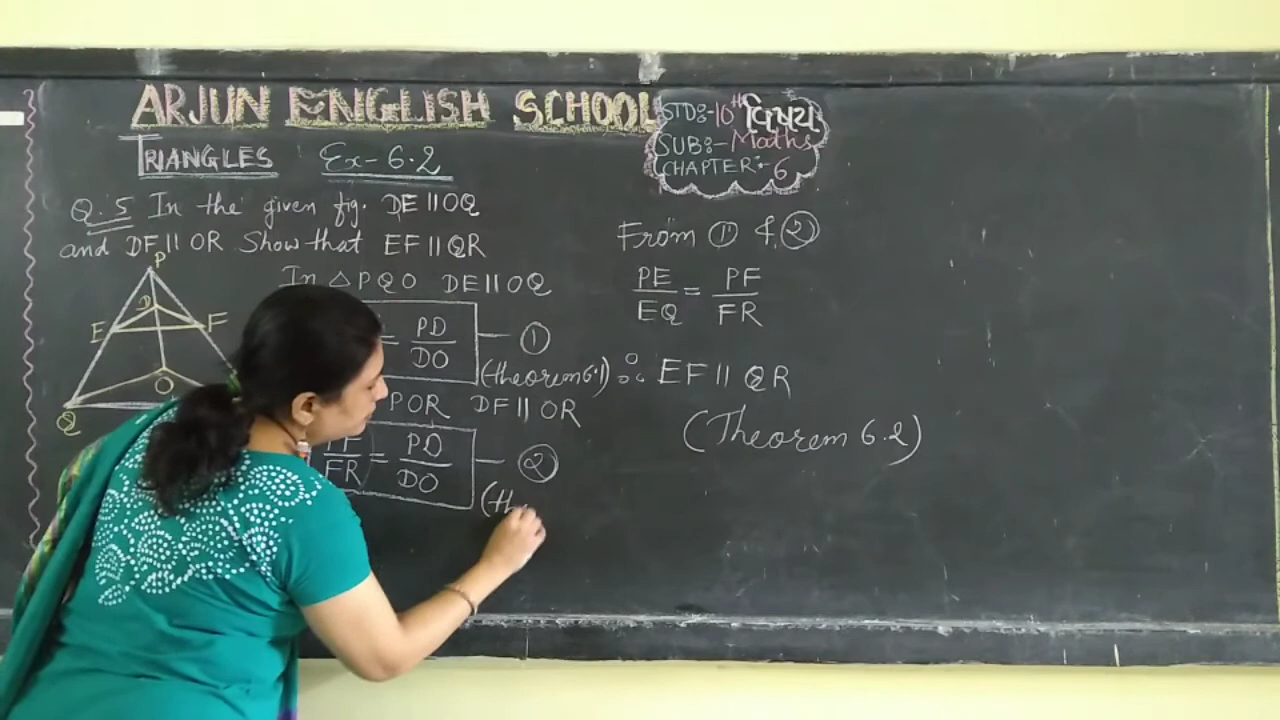 ARJUN ENGLISH SCHOOL
STD:-10th વિષય
SUB:- Maths
CHAPTER:-6
TRIANGLES Ex-6.2
Q.5 In the given fig. DE || OQ
and DF || OR Show that EF || QR
P
D
E
F
O
Q
In △PQO DE || OQ
= PD/DO — ①
(theorem 6.1)
POR DF || OR
PF/FR = PD/DO — ②
(th
From ① & ②
PE/EQ = PF/FR
∴ EF || QR
(Theorem 6.2)